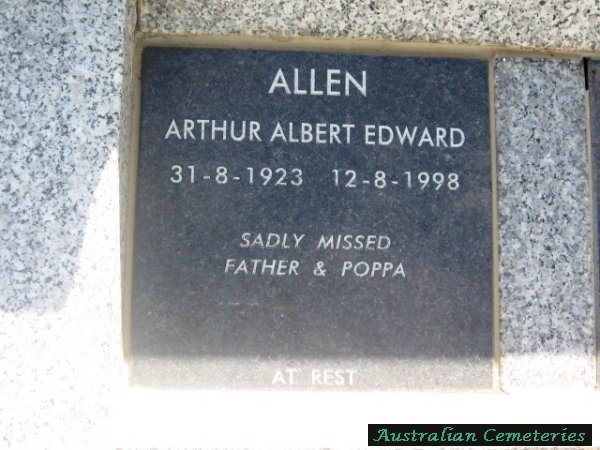 ALLEN
ARTHUR ALBERT EDWARD
31-8-1923 12-8-1998
SADLY MISSED
FATHER & POPPA
AT REST
Australian Cemeteries